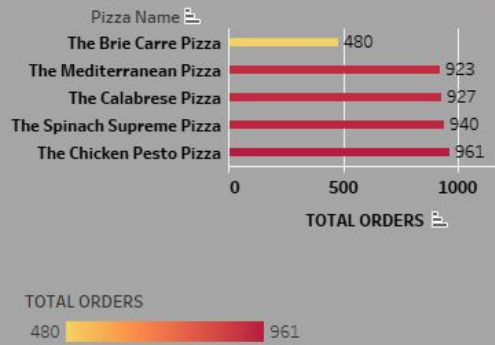 Pizza Name
The Brie Carre Pizza 480
The Mediterranean Pizza 923
The Calabrese Pizza 927
The Spinach Supreme Pizza 940
The Chicken Pesto Pizza 961
0 500 1000
TOTAL ORDERS
TOTAL ORDERS
480 961